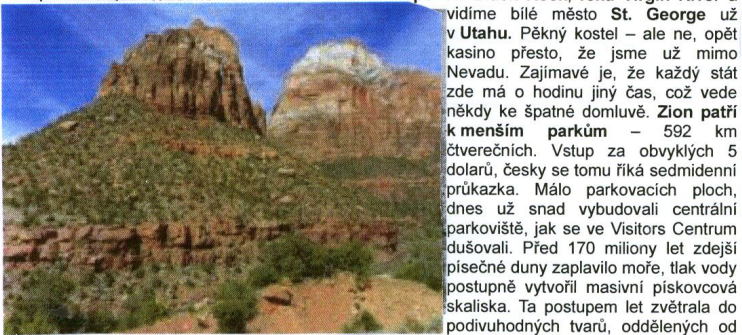 vidíme bílé město St. George už
v Utahu. Pěkný kostel – ale ne, opět
kasino přesto, že jsme už mimo
Nevadu. Zajímavé je, že každý stát
zde má o hodinu jiný čas, což vede
někdy ke špatné domluvě. Zion patří
k menším parkům – 592 km
čtverečních. Vstup za obvyklých 5
dolarů, česky se tomu říká sedmidenní
průkazka. Málo parkovacích ploch,
dnes už snad vybudovali centrální
parkoviště, jak se ve Visitors Centrum
dušovali. Před 170 miliony let zdejší
písečné duny zaplavilo moře, tlak vody
postupně vytvořil masivní pískovcová
skaliska. Ta postupem let zvětrala do
podivuhodných tvarů, oddělených od